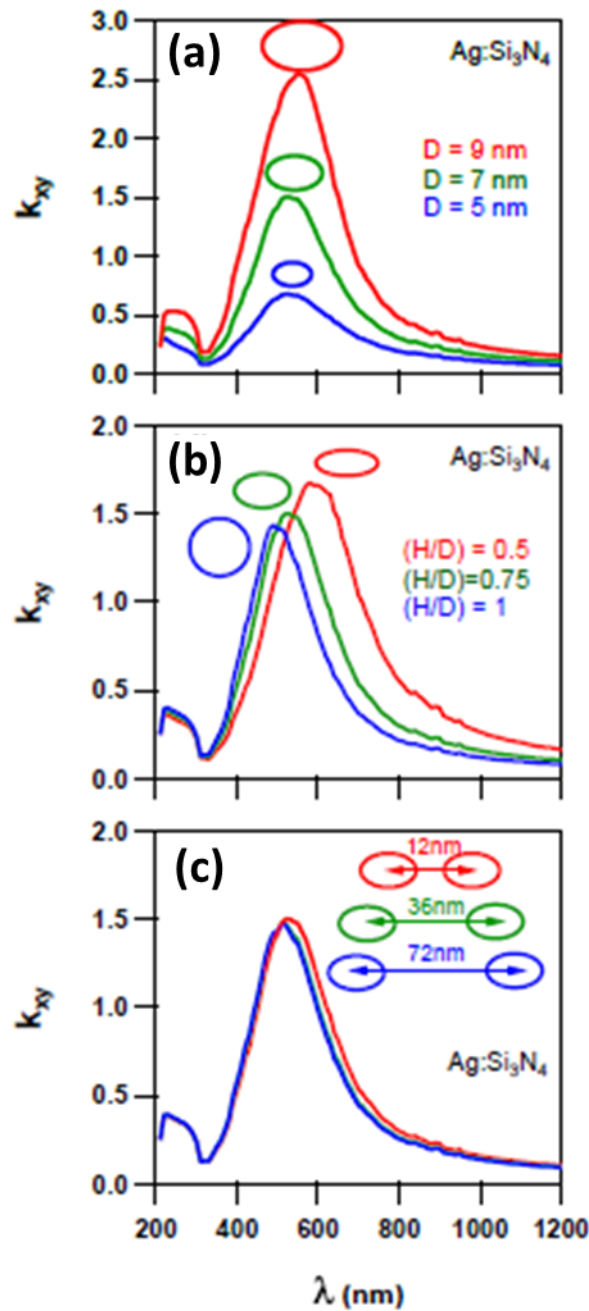 (a)
Ag:Si₃N₄
D = 9 nm
D = 7 nm
D = 5 nm
kxy
3.0
2.5
2.0
1.5
1.0
0.5
0.0
(b)
Ag:Si₃N₄
(H/D) = 0.5
(H/D)=0.75
(H/D) = 1
kxy
2.0
1.5
1.0
0.5
0.0
(c)
12nm
36nm
72nm
Ag:Si₃N₄
kxy
2.0
1.5
1.0
0.5
0.0
200 400 600 800 1000 1200
λ (nm)